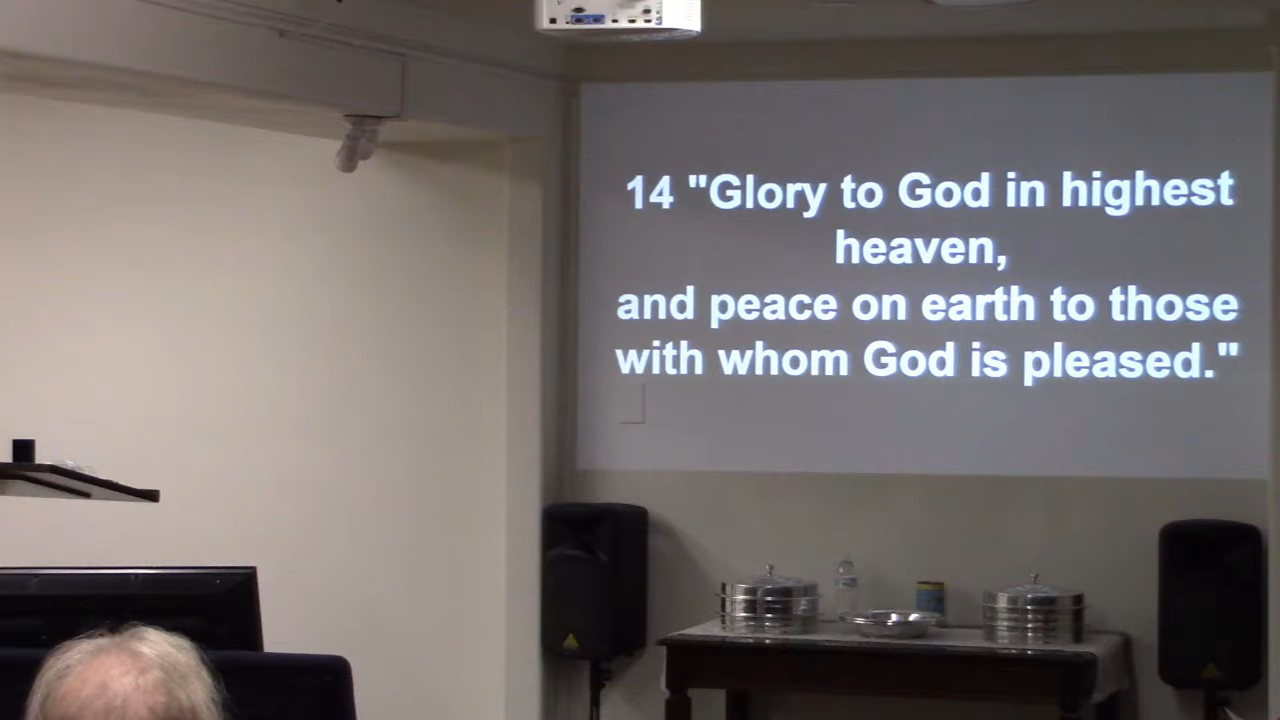 14 "Glory to God in highest
heaven,
and peace on earth to those
with whom God is pleased."